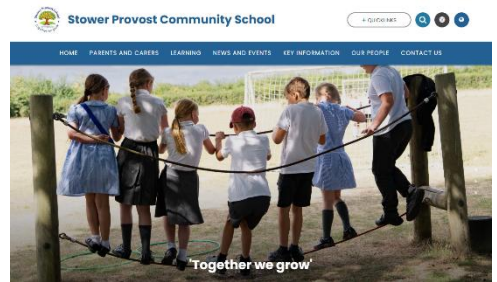 Stower Provost Community School
+ QUICKLINKS
HOME PARENTS AND CARERS LEARNING NEWS AND EVENTS KEY INFORMATION OUR PEOPLE CONTACT US
'Together we grow'